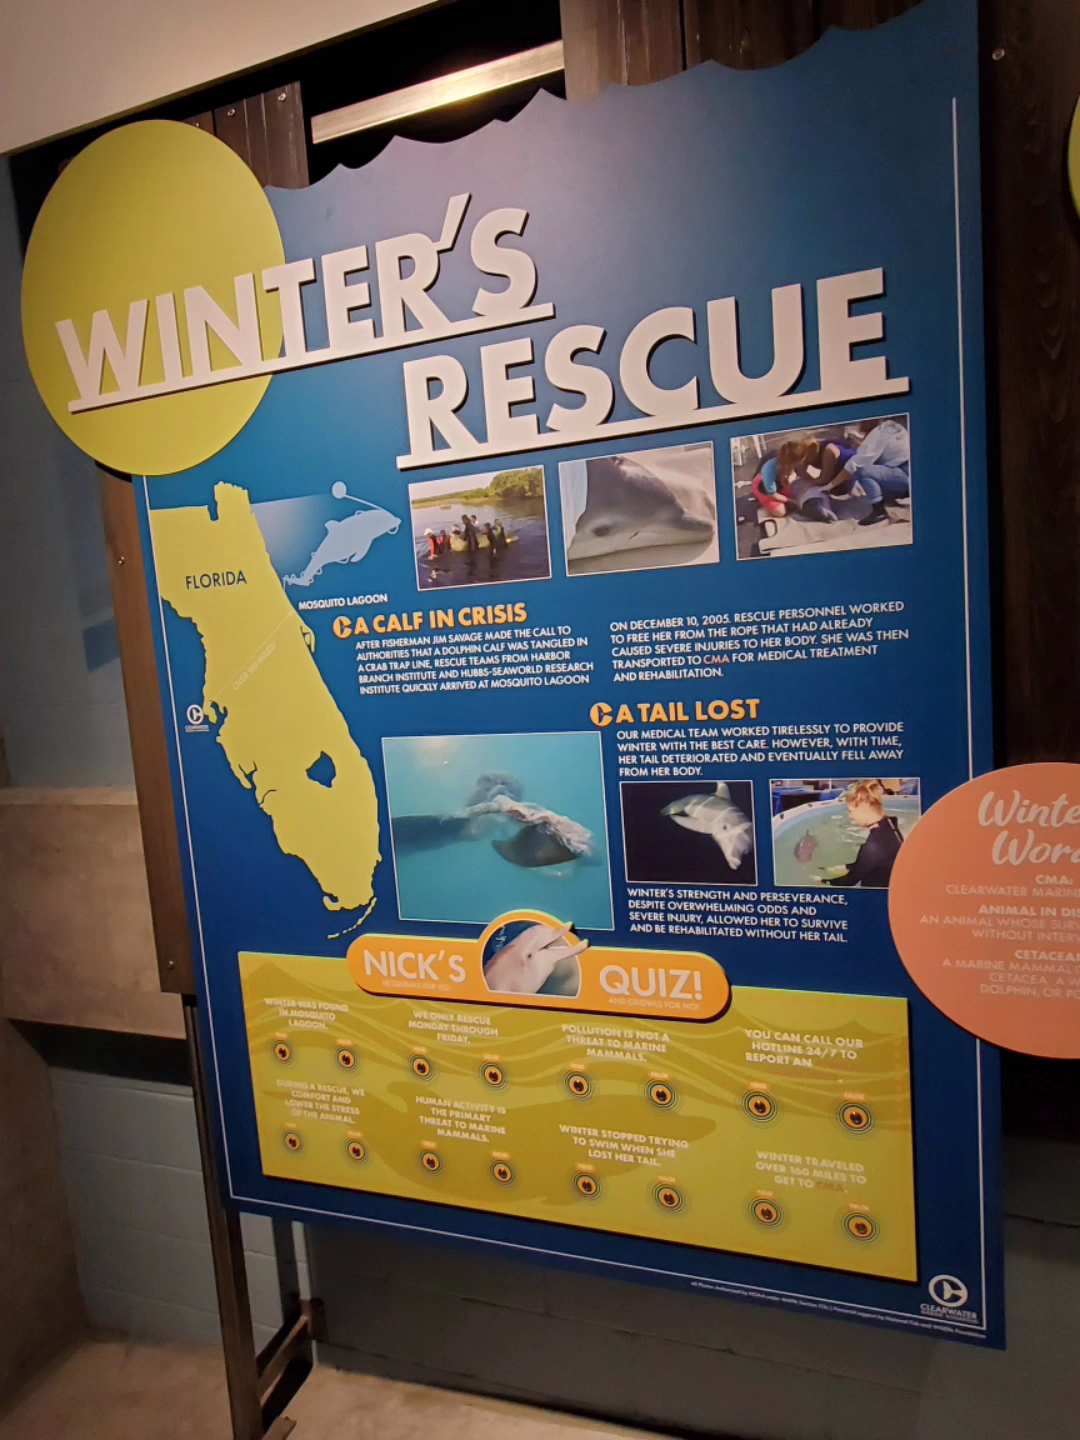 WINTER'S
RESCUE
FLORIDA
MOSQUITO LAGOON
A CALF IN CRISIS
AFTER FISHERMAN JIM SAVAGE MADE THE CALL TO
AUTHORITIES THAT A DOLPHIN CALF WAS TANGLED IN
A CRAB TRAP LINE, RESCUE TEAMS FROM HARBOR
BRANCH INSTITUTE AND HUBBS-SEAWORLD RESEARCH
INSTITUTE QUICKLY ARRIVED AT MOSQUITO LAGOON
ON DECEMBER 10, 2005. RESCUE PERSONNEL WORKED
TO FREE HER FROM THE ROPE THAT HAD ALREADY
CAUSED SEVERE INJURIES TO HER BODY. SHE WAS THEN
TRANSPORTED TO CMA FOR MEDICAL TREATMENT
AND REHABILITATION.
A TAIL LOST
OUR MEDICAL TEAM WORKED TIRELESSLY TO PROVIDE
WINTER WITH THE BEST CARE. HOWEVER, WITH TIME,
HER TAIL DETERIORATED AND EVENTUALLY FELL AWAY
FROM HER BODY.
WINTER'S STRENGTH AND PERSEVERANCE,
DESPITE OVERWHELMING ODDS AND
SEVERE INJURY, ALLOWED HER TO SURVIVE
AND BE REHABILITATED WITHOUT HER TAIL.
NICK'S QUIZ!
WINTER WAS FOUND
IN MOSQUITO
LAGOON.
WE ONLY RESCUE
MONDAY THROUGH
FRIDAY.
POLLUTION IS NOT A
THREAT TO MARINE
MAMMALS.
YOU CAN CALL OUR
HOTLINE 24/7 TO
REPORT AN
DURING A RESCUE, WE
COMFORT AND
LOWER THE STRESS
OF THE ANIMAL.
HUMAN ACTIVITY IS
THE PRIMARY
THREAT TO MARINE
MAMMALS.
WINTER STOPPED TRYING
TO SWIM WHEN SHE
LOST HER TAIL.
WINTER TRAVELED
OVER 160 MILES TO
GET TO CMA.
CLEARWATER
MARINE AQUARIUM
CMA:
CLEARWATER MARIN
ANIMAL IN DIS
AN ANIMAL WHOSE SURV
WITHOUT INTERV
CETACEAN
A MARINE MAMMAL
CETACEA, A W
DOLPHIN, OR PO